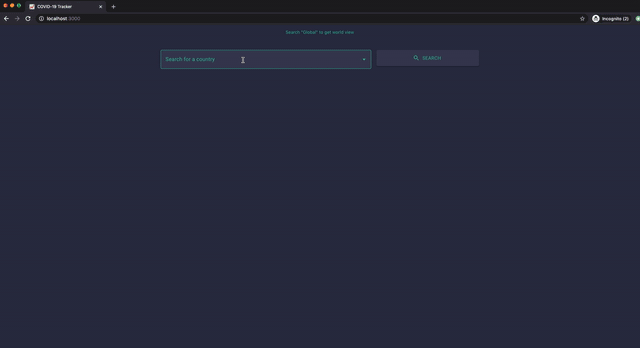 COVID-19 Tracker
localhost:3000
Incognito (2)
Search "Global" to get world view
Search for a country
SEARCH